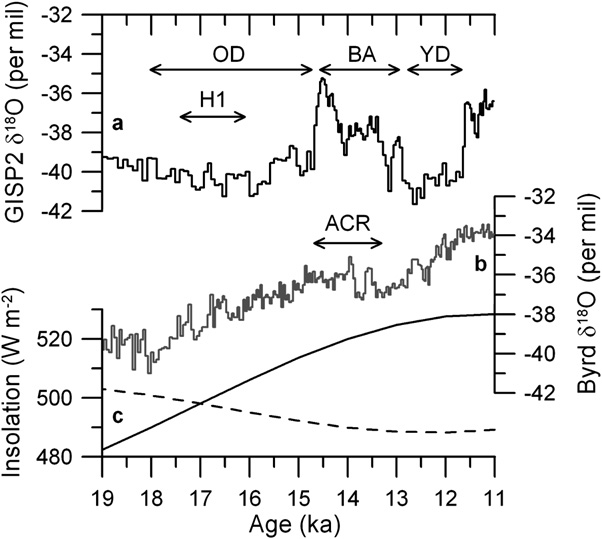 -32
-34
-36
-38
-40
-42
GISP2 δ18O (per mil)
OD BA YD
H1
a
-32
-34
-36
-38
-40
-42
Byrd δ18O (per mil)
ACR
b
520
500
480
Insolation (W m-2)
c
19 18 17 16 15 14 13 12 11
Age (ka)